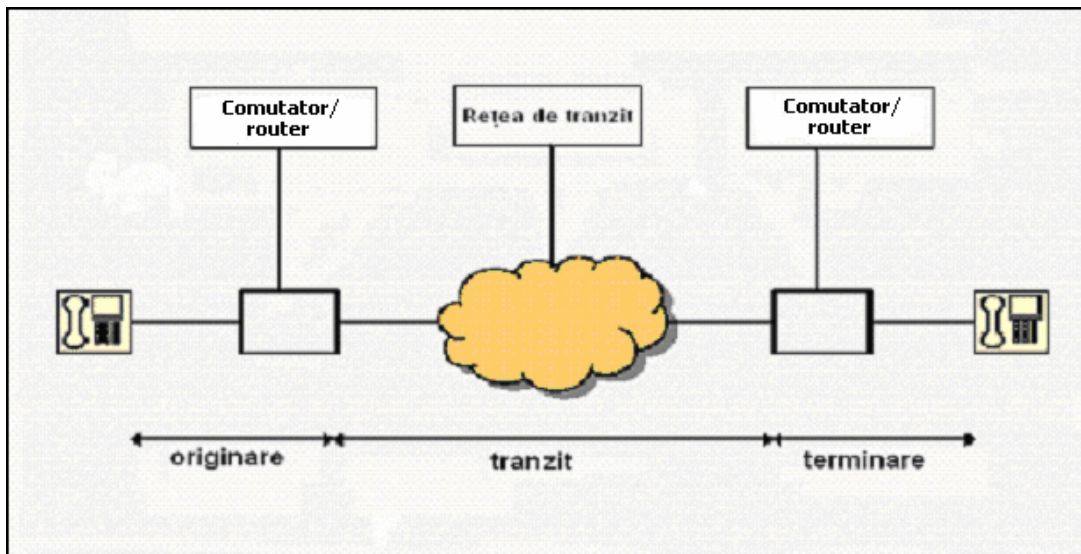 Comutator/
router
Rețea de tranzit
Comutator/
router
originare
tranzit
terminare